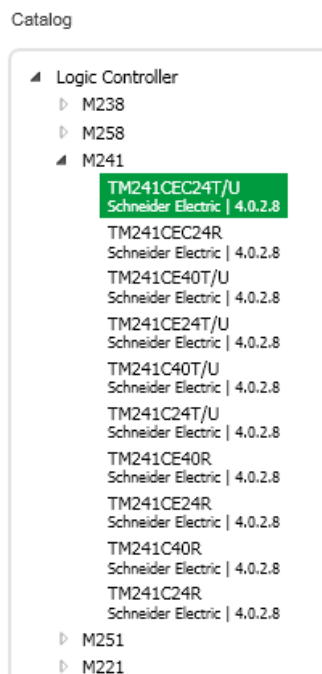 Catalog
Logic Controller
M238
M258
M241
TM241CEC24T/U
Schneider Electric | 4.0.2.8
TM241CEC24R
Schneider Electric | 4.0.2.8
TM241CE40T/U
Schneider Electric | 4.0.2.8
TM241CE24T/U
Schneider Electric | 4.0.2.8
TM241C40T/U
Schneider Electric | 4.0.2.8
TM241C24T/U
Schneider Electric | 4.0.2.8
TM241CE40R
Schneider Electric | 4.0.2.8
TM241CE24R
Schneider Electric | 4.0.2.8
TM241C40R
Schneider Electric | 4.0.2.8
TM241C24R
Schneider Electric | 4.0.2.8
M251
M221